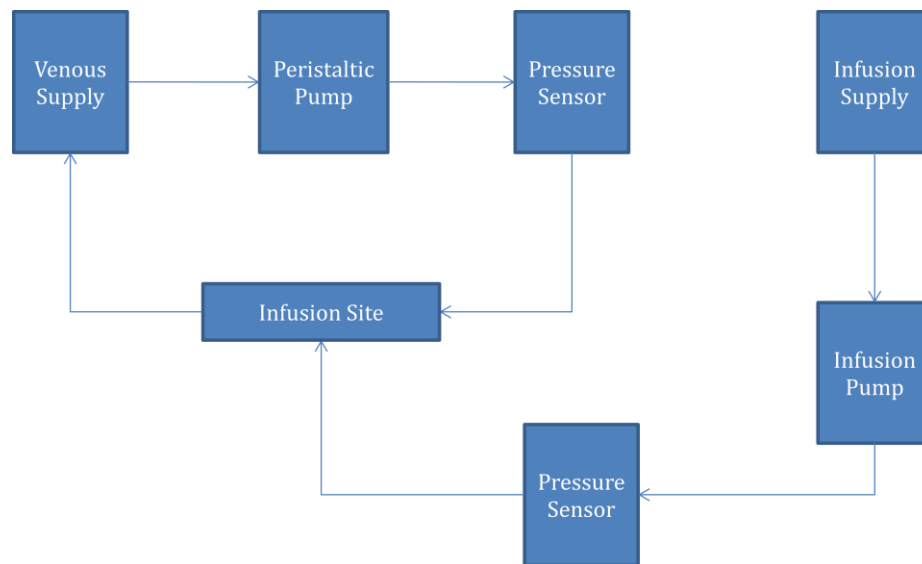 Venous
Supply
Peristaltic
Pump
Pressure
Sensor
Infusion
Supply
Infusion Site
Infusion
Pump
Pressure
Sensor